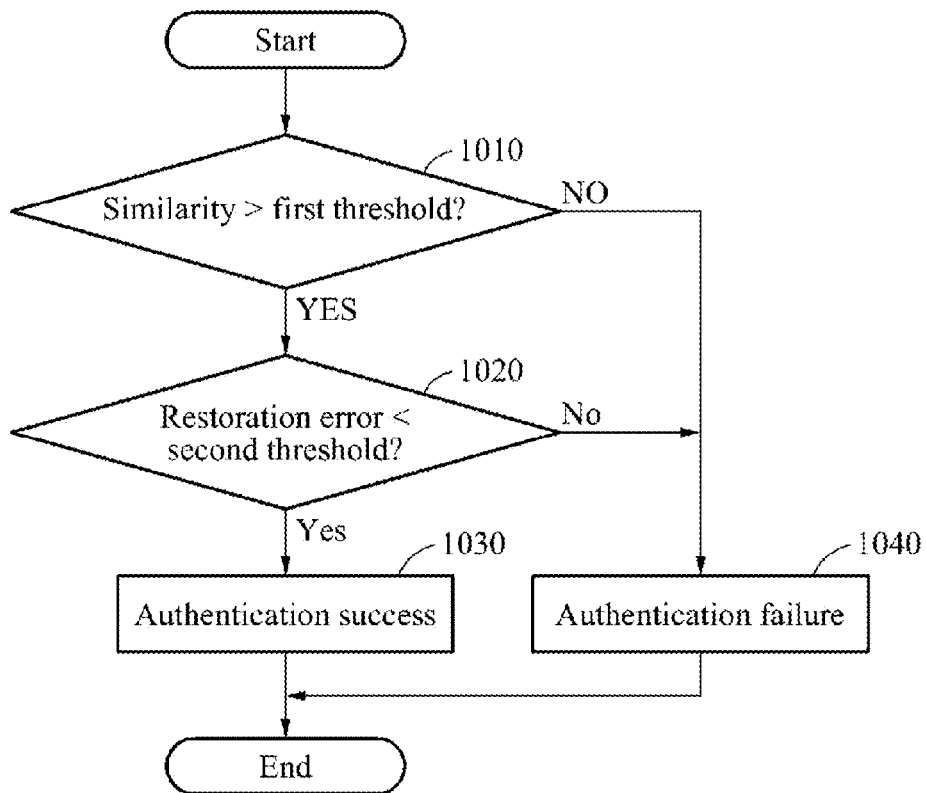 Start
1010
Similarity > first threshold?
NO
YES
1020
Restoration error <
second threshold?
No
Yes
1030
Authentication success
1040
Authentication failure
End